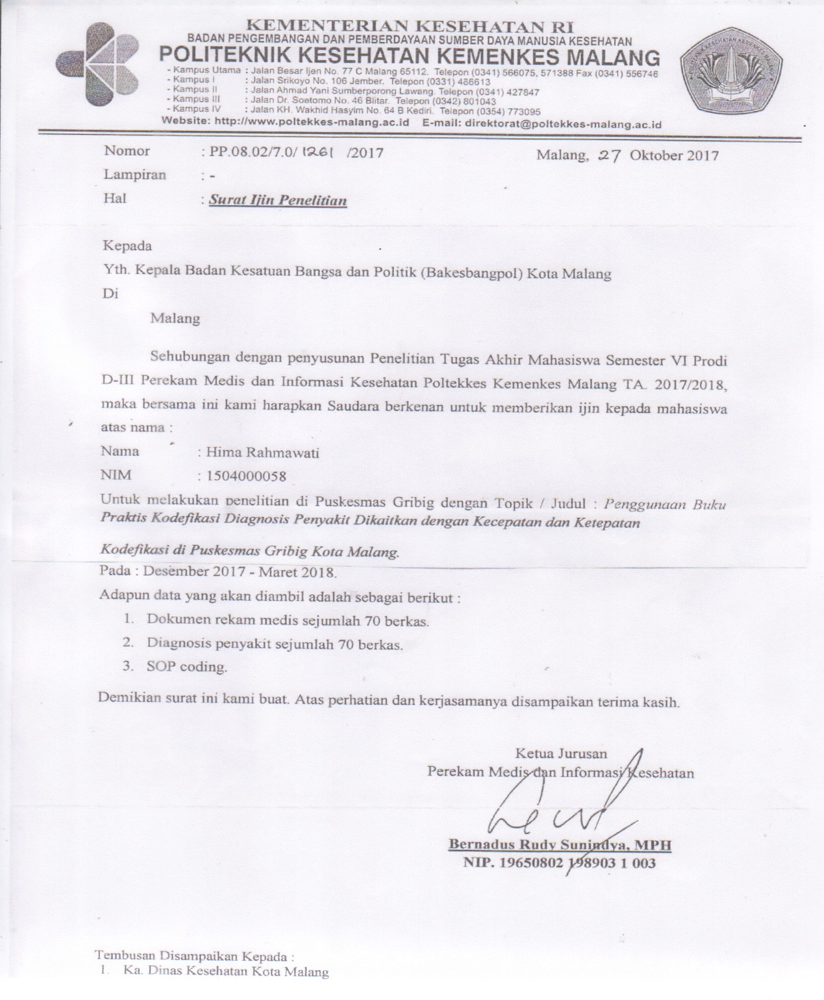 KEMENTERIAN KESEHATAN RI
BADAN PENGEMBANGAN DAN PEMBERDAYAAN SUMBER DAYA MANUSIA KESEHATAN
POLITEKNIK KESEHATAN KEMENKES MALANG
- Kampus Utama : Jalan Besar Ijen No. 77 C Malang 65112. Telepon (0341) 566075, 571388 Fax (0341) 556746
- Kampus I : Jalan Srikoyo No. 106 Jember. Telepon (0331) 486613
- Kampus II : Jalan Ahmad Yani Sumberporong Lawang. Telepon (0341) 427847
- Kampus III : Jalan Dr. Soetomo No. 46 Blitar. Telepon (0342) 801043
- Kampus IV : Jalan KH. Wakhid Hasyim No. 64 B Kediri. Telepon (0354) 773095
Website: http://www.poltekkes-malang.ac.id E-mail: direktorat@poltekkes-malang.ac.id
POLITEKNIK KESEHATAN KEMENKES MALANG
Nomor : PP.08.02/7.0/ 1261 /2017 Malang, 27 Oktober 2017
Lampiran : -
Hal : Surat Ijin Penelitian
Kepada
Yth. Kepala Badan Kesatuan Bangsa dan Politik (Bakesbangpol) Kota Malang
Di
Malang
Sehubungan dengan penyusunan Penelitian Tugas Akhir Mahasiswa Semester VI Prodi
D-III Perekam Medis dan Informasi Kesehatan Poltekkes Kemenkes Malang TA. 2017/2018,
maka bersama ini kami harapkan Saudara berkenan untuk memberikan ijin kepada mahasiswa
atas nama :
Nama : Hima Rahmawati
NIM : 1504000058
Untuk melakukan penelitian di Puskesmas Gribig dengan Topik / Judul : Penggunaan Buku
Praktis Kodefikasi Diagnosis Penyakit Dikaitkan dengan Kecepatan dan Ketepatan
Kodefikasi di Puskesmas Gribig Kota Malang.
Pada : Desember 2017 - Maret 2018.
Adapun data yang akan diambil adalah sebagai berikut :
1. Dokumen rekam medis sejumlah 70 berkas.
2. Diagnosis penyakit sejumlah 70 berkas.
3. SOP coding.
Demikian surat ini kami buat. Atas perhatian dan kerjasamanya disampaikan terima kasih.
Ketua Jurusan
Perekam Medis dan Informasi Kesehatan
Bernadus Rudy Sunindya, MPH
NIP. 19650802 198903 1 003
Tembusan Disampaikan Kepada :
1. Ka. Dinas Kesehatan Kota Malang